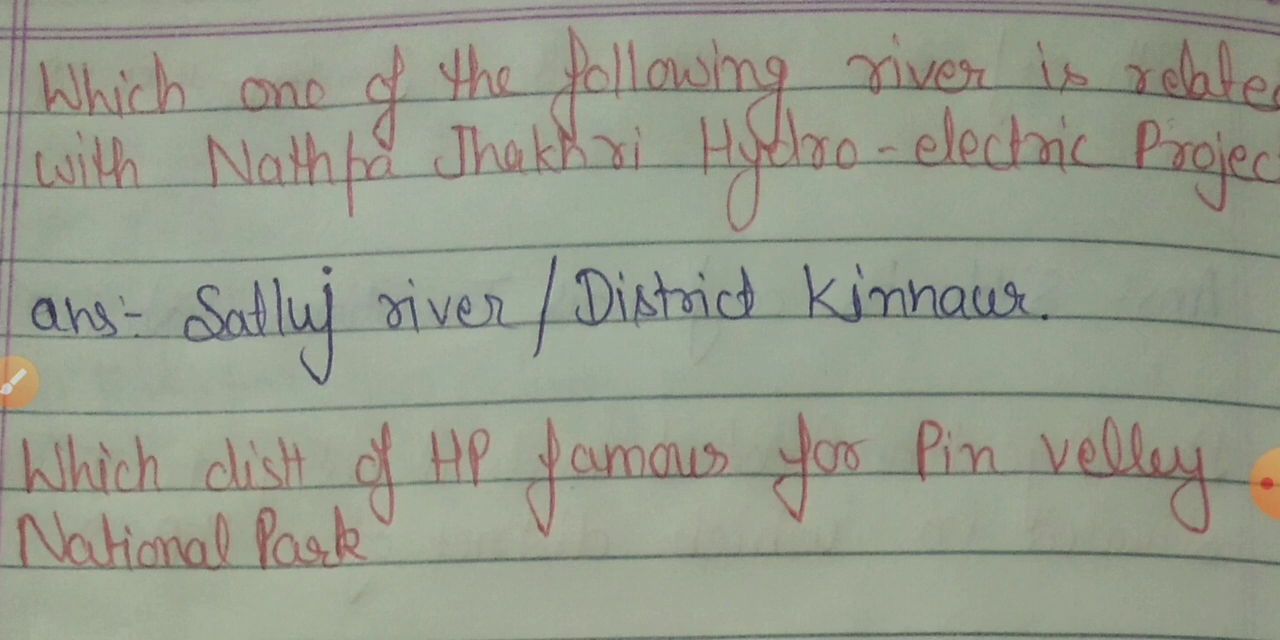 Which one of the following river is relate
with Nathpa Jhakhri Hydro-electric Projec
ans:- Satluj river / District Kinnaur.
Which distt of HP famous for Pin velley
National Park